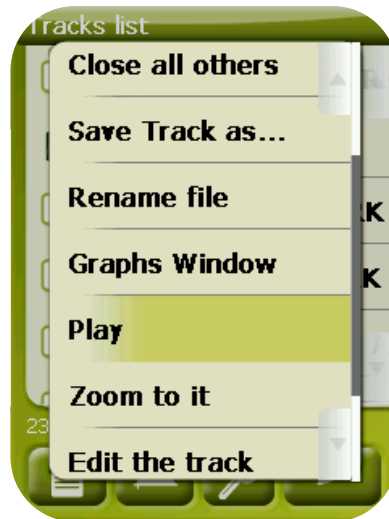 Tracks list
Close all others
Save Track as...
Rename file
K
Graphs Window
K
Play
Zoom to it
23
Edit the track